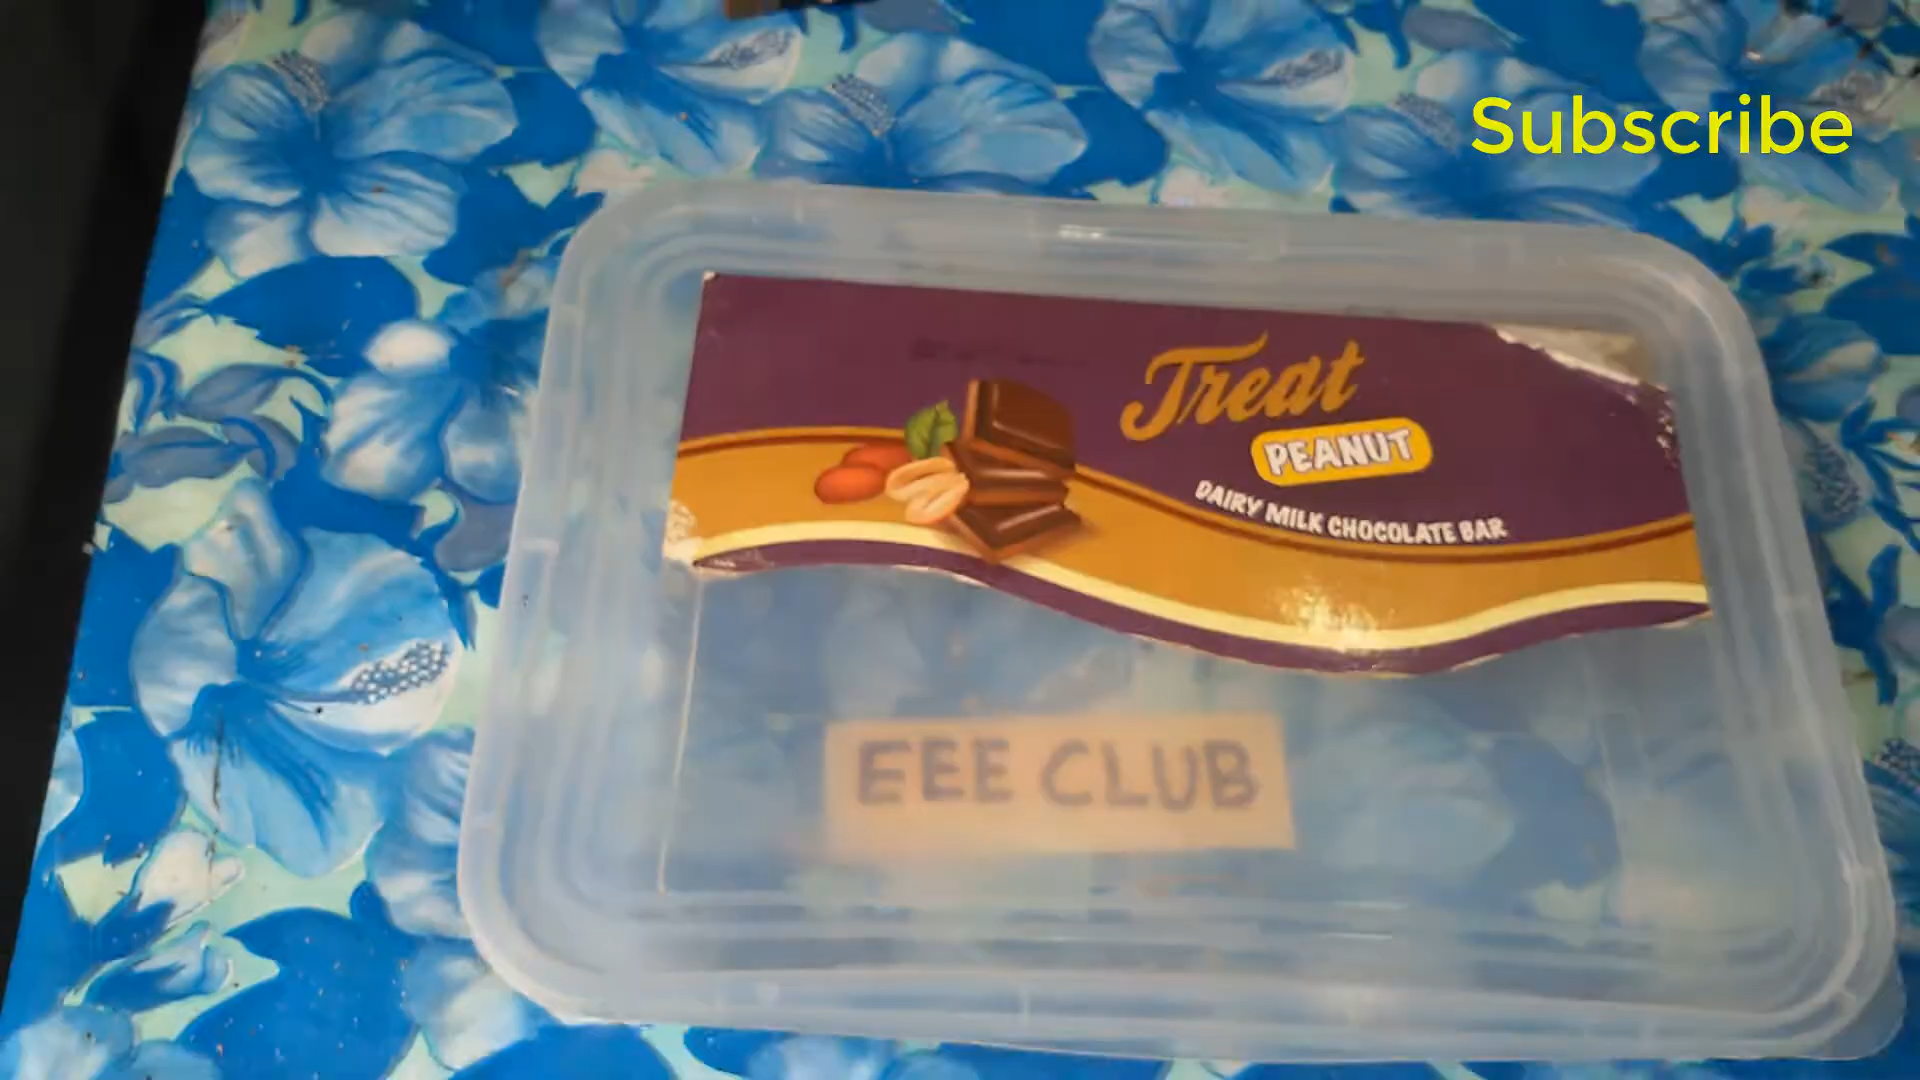 Subscribe
Treat
PEANUT
DAIRY MILK CHOCOLATE BAR
EEE CLUB